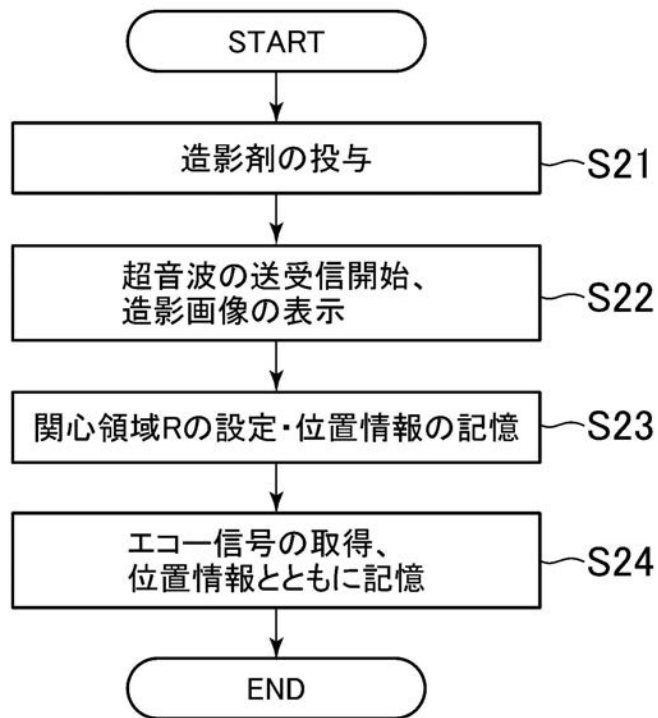 START
造影剤の投与
S21
超音波の送受信開始、
造影画像の表示
S22
関心領域Rの設定・位置情報の記憶
S23
エコー信号の取得、
位置情報とともに記憶
S24
END